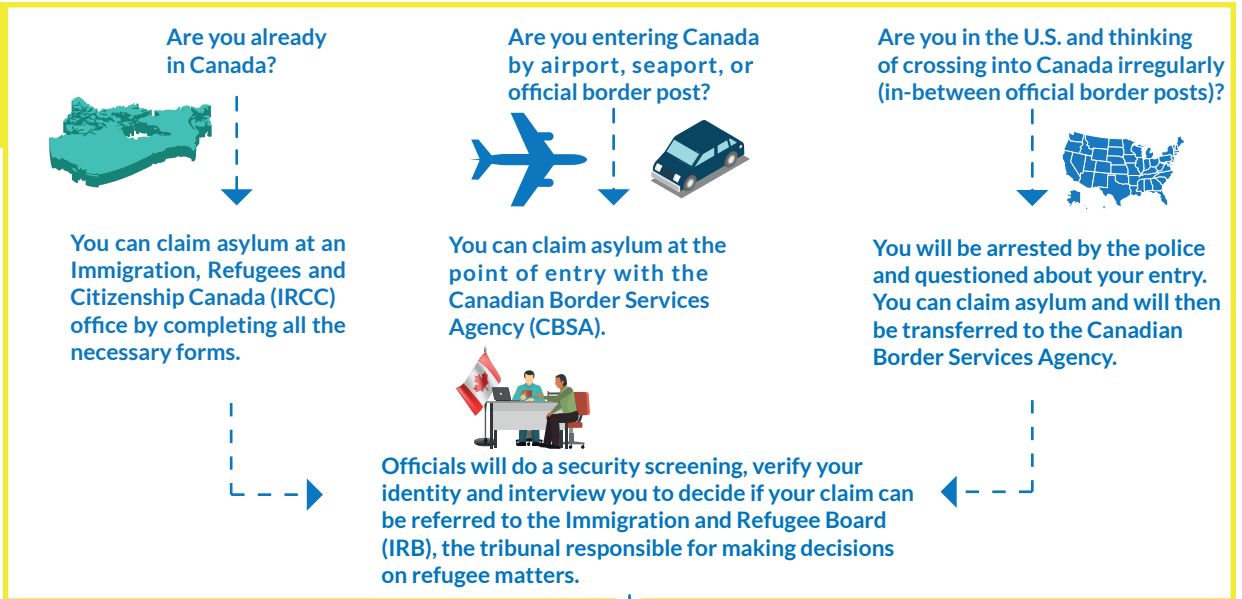 Are you already
in Canada?
You can claim asylum at an
Immigration, Refugees and
Citizenship Canada (IRCC)
office by completing all the
necessary forms.
Are you entering Canada
by airport, seaport, or
official border post?
You can claim asylum at the
point of entry with the
Canadian Border Services
Agency (CBSA).
Are you in the U.S. and thinking
of crossing into Canada irregularly
(in-between official border posts)?
You will be arrested by the police
and questioned about your entry.
You can claim asylum and will then
be transferred to the Canadian
Border Services Agency.
Officials will do a security screening, verify your
identity and interview you to decide if your claim can
be referred to the Immigration and Refugee Board
(IRB), the tribunal responsible for making decisions
on refugee matters.